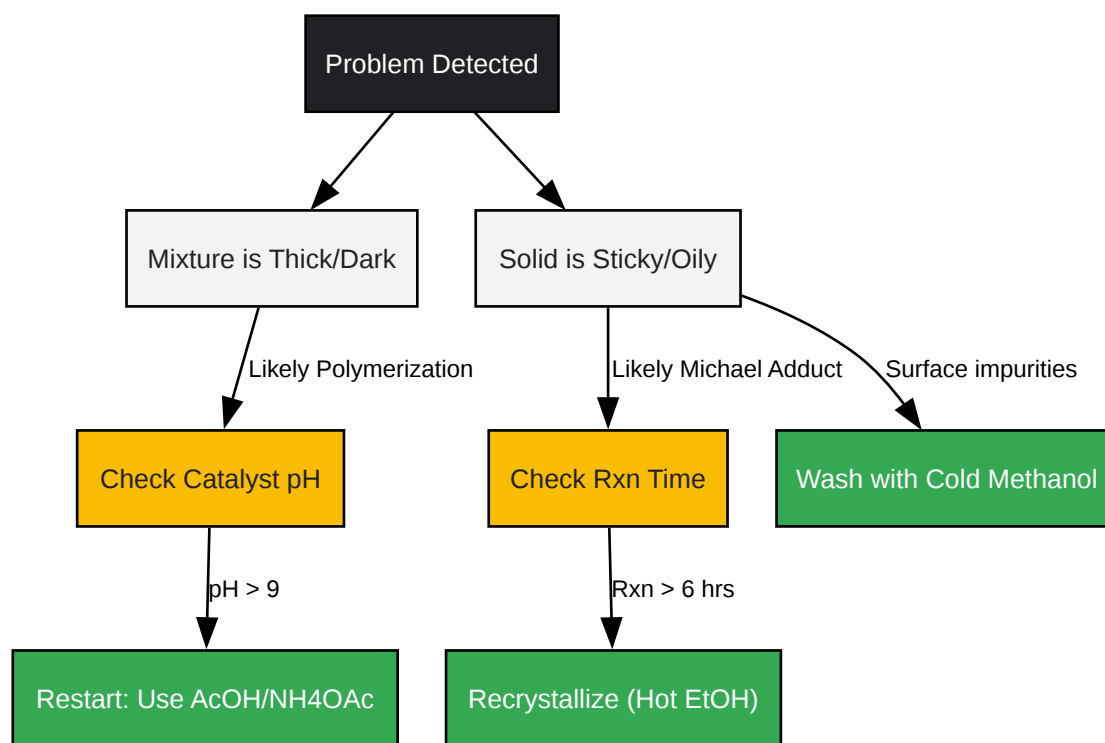 Problem Detected
Mixture is Thick/Dark
Solid is Sticky/Oily
Likely Polymerization
Likely Michael Adduct
Surface impurities
Check Catalyst pH
Check Rxn Time
Wash with Cold Methanol
pH > 9
Rxn > 6 hrs
Restart: Use AcOH/NH4OAc
Recrystallize (Hot EtOH)